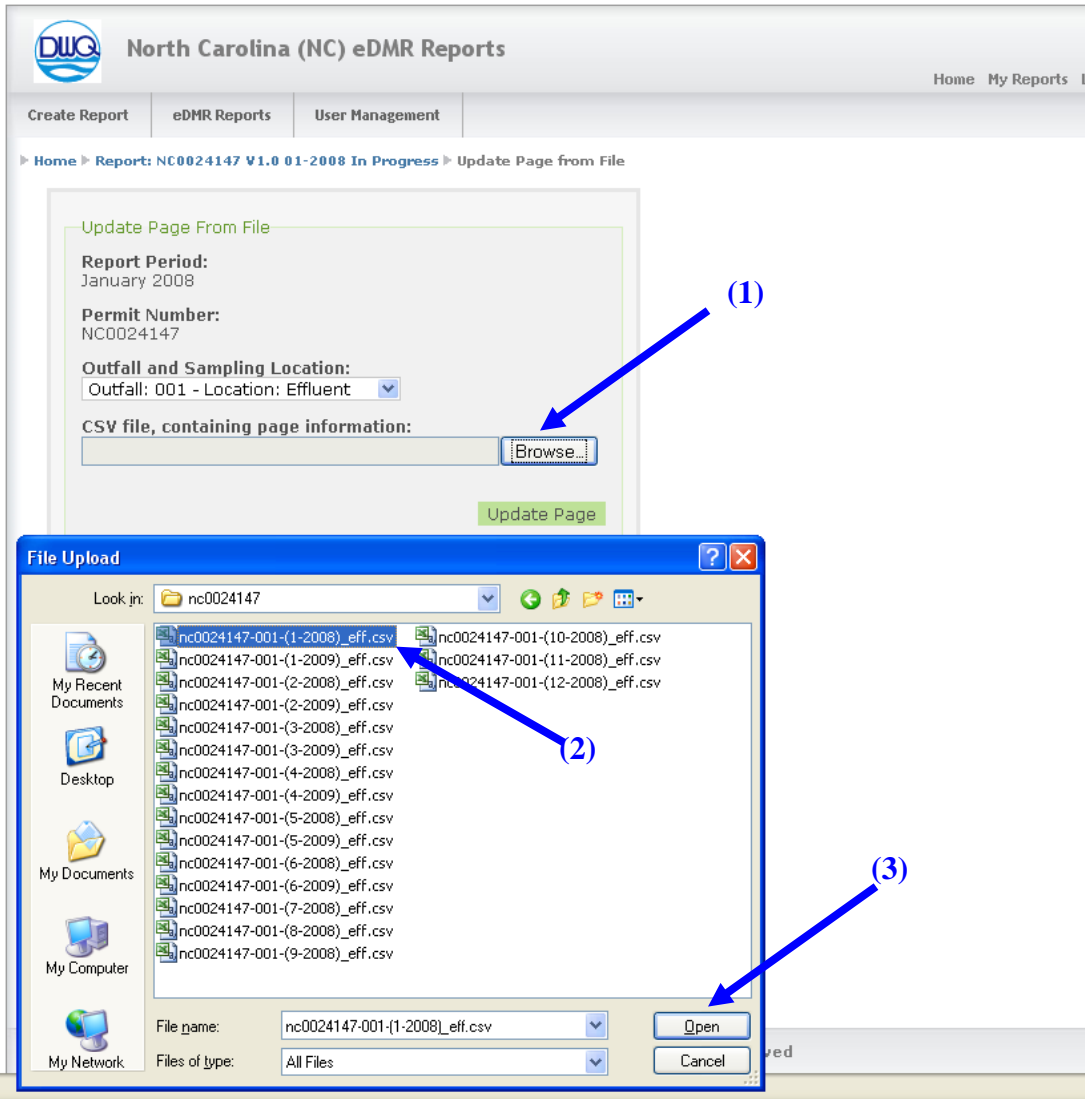 DWQ
North Carolina (NC) eDMR Reports
Home My Reports
Create Report eDMR Reports User Management
Home Report: NC0024147 V1.0 01-2008 In Progress Update Page from File
Update Page From File
Report Period:
January 2008
Permit Number:
NC0024147
Outfall and Sampling Location:
Outfall: 001 - Location: Effluent
CSV file, containing page information:
Browse...
Update Page
(1)
File Upload
Look in: nc0024147
nc0024147-001-(1-2008)_eff.csv
nc0024147-001-(1-2009)_eff.csv
nc0024147-001-(2-2008)_eff.csv
nc0024147-001-(2-2009)_eff.csv
nc0024147-001-(3-2008)_eff.csv
nc0024147-001-(3-2009)_eff.csv
nc0024147-001-(4-2008)_eff.csv
nc0024147-001-(4-2009)_eff.csv
nc0024147-001-(5-2008)_eff.csv
nc0024147-001-(5-2009)_eff.csv
nc0024147-001-(6-2008)_eff.csv
nc0024147-001-(6-2009)_eff.csv
nc0024147-001-(7-2008)_eff.csv
nc0024147-001-(8-2008)_eff.csv
nc0024147-001-(9-2008)_eff.csv
nc0024147-001-(10-2008)_eff.csv
nc0024147-001-(11-2008)_eff.csv
nc0024147-001-(12-2008)_eff.csv
(2)
My Recent
Documents
Desktop
My Documents
My Computer
My Network
(3)
File name: nc0024147-001-(1-2008)_eff.csv Open
Files of type: All Files Cancel
ved